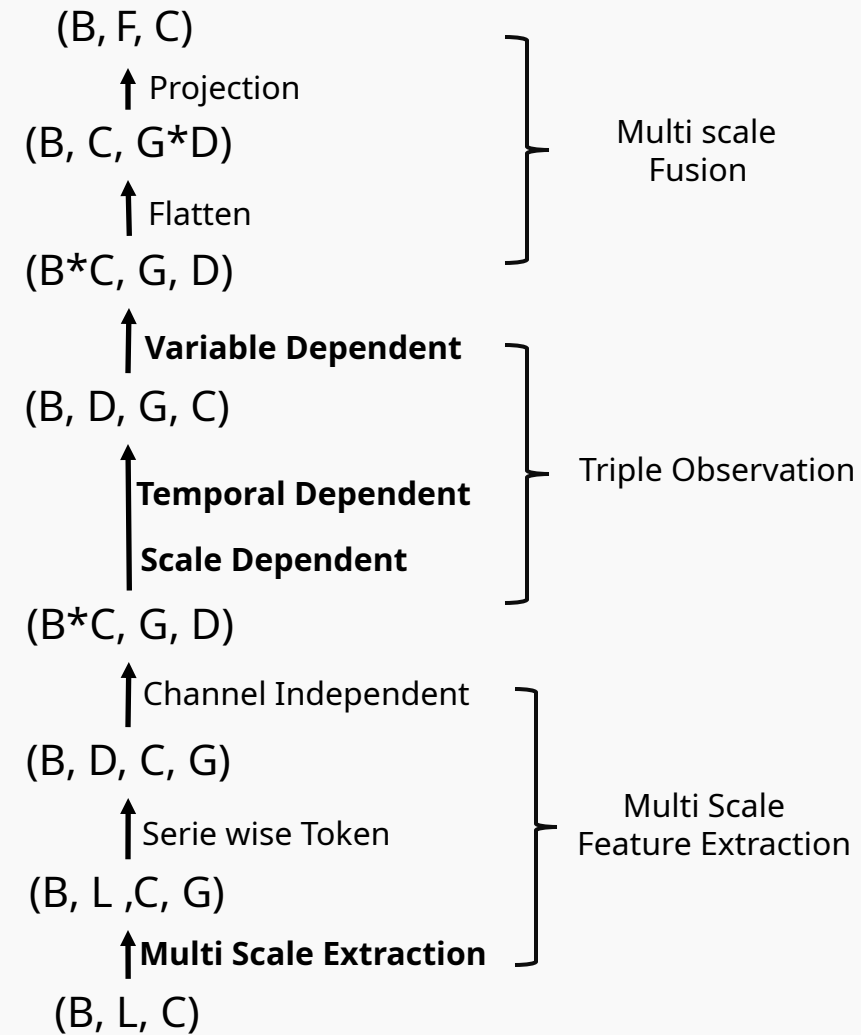 (B, F, C)
Projection
(B, C, G*D)
Multi scale
Fusion
Flatten
(B*C, G, D)
Variable Dependent
(B, D, G, C)
Triple Observation
Temporal Dependent
Scale Dependent
(B*C, G, D)
Channel Independent
(B, D, C, G)
Multi Scale
Feature Extraction
Serie wise Token
(B, L ,C, G)
Multi Scale Extraction
(B, L, C)